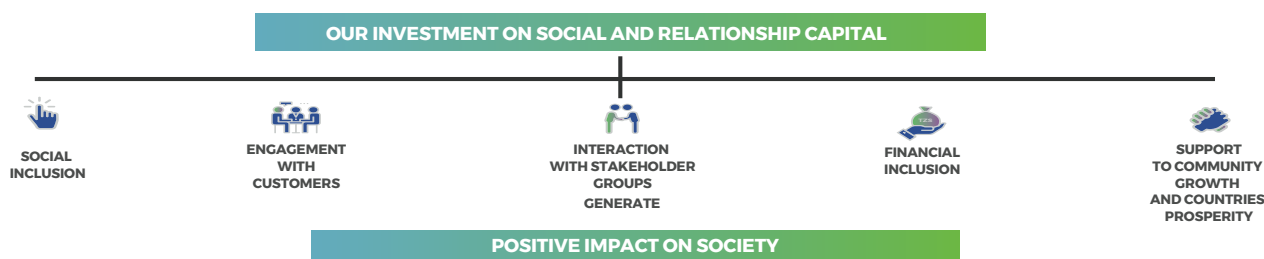 OUR INVESTMENT ON SOCIAL AND RELATIONSHIP CAPITAL
SOCIAL
INCLUSION
ENGAGEMENT
WITH
CUSTOMERS
INTERACTION
WITH STAKEHOLDER
GROUPS
GENERATE
TZS
FINANCIAL
INCLUSION
SUPPORT
TO COMMUNITY
GROWTH
AND COUNTRIES
PROSPERITY
POSITIVE IMPACT ON SOCIETY